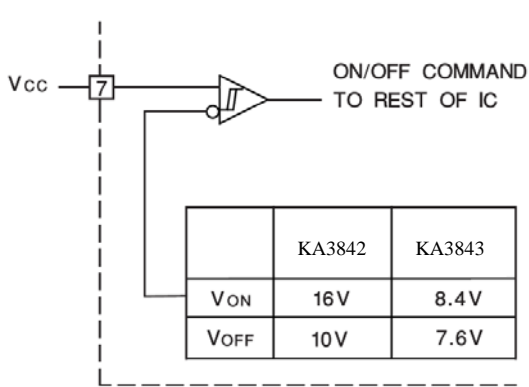 ON/OFF COMMAND
TO REST OF IC
Vcc
7
KA3842 KA3843
VON 16V 8.4V
VOFF 10V 7.6V